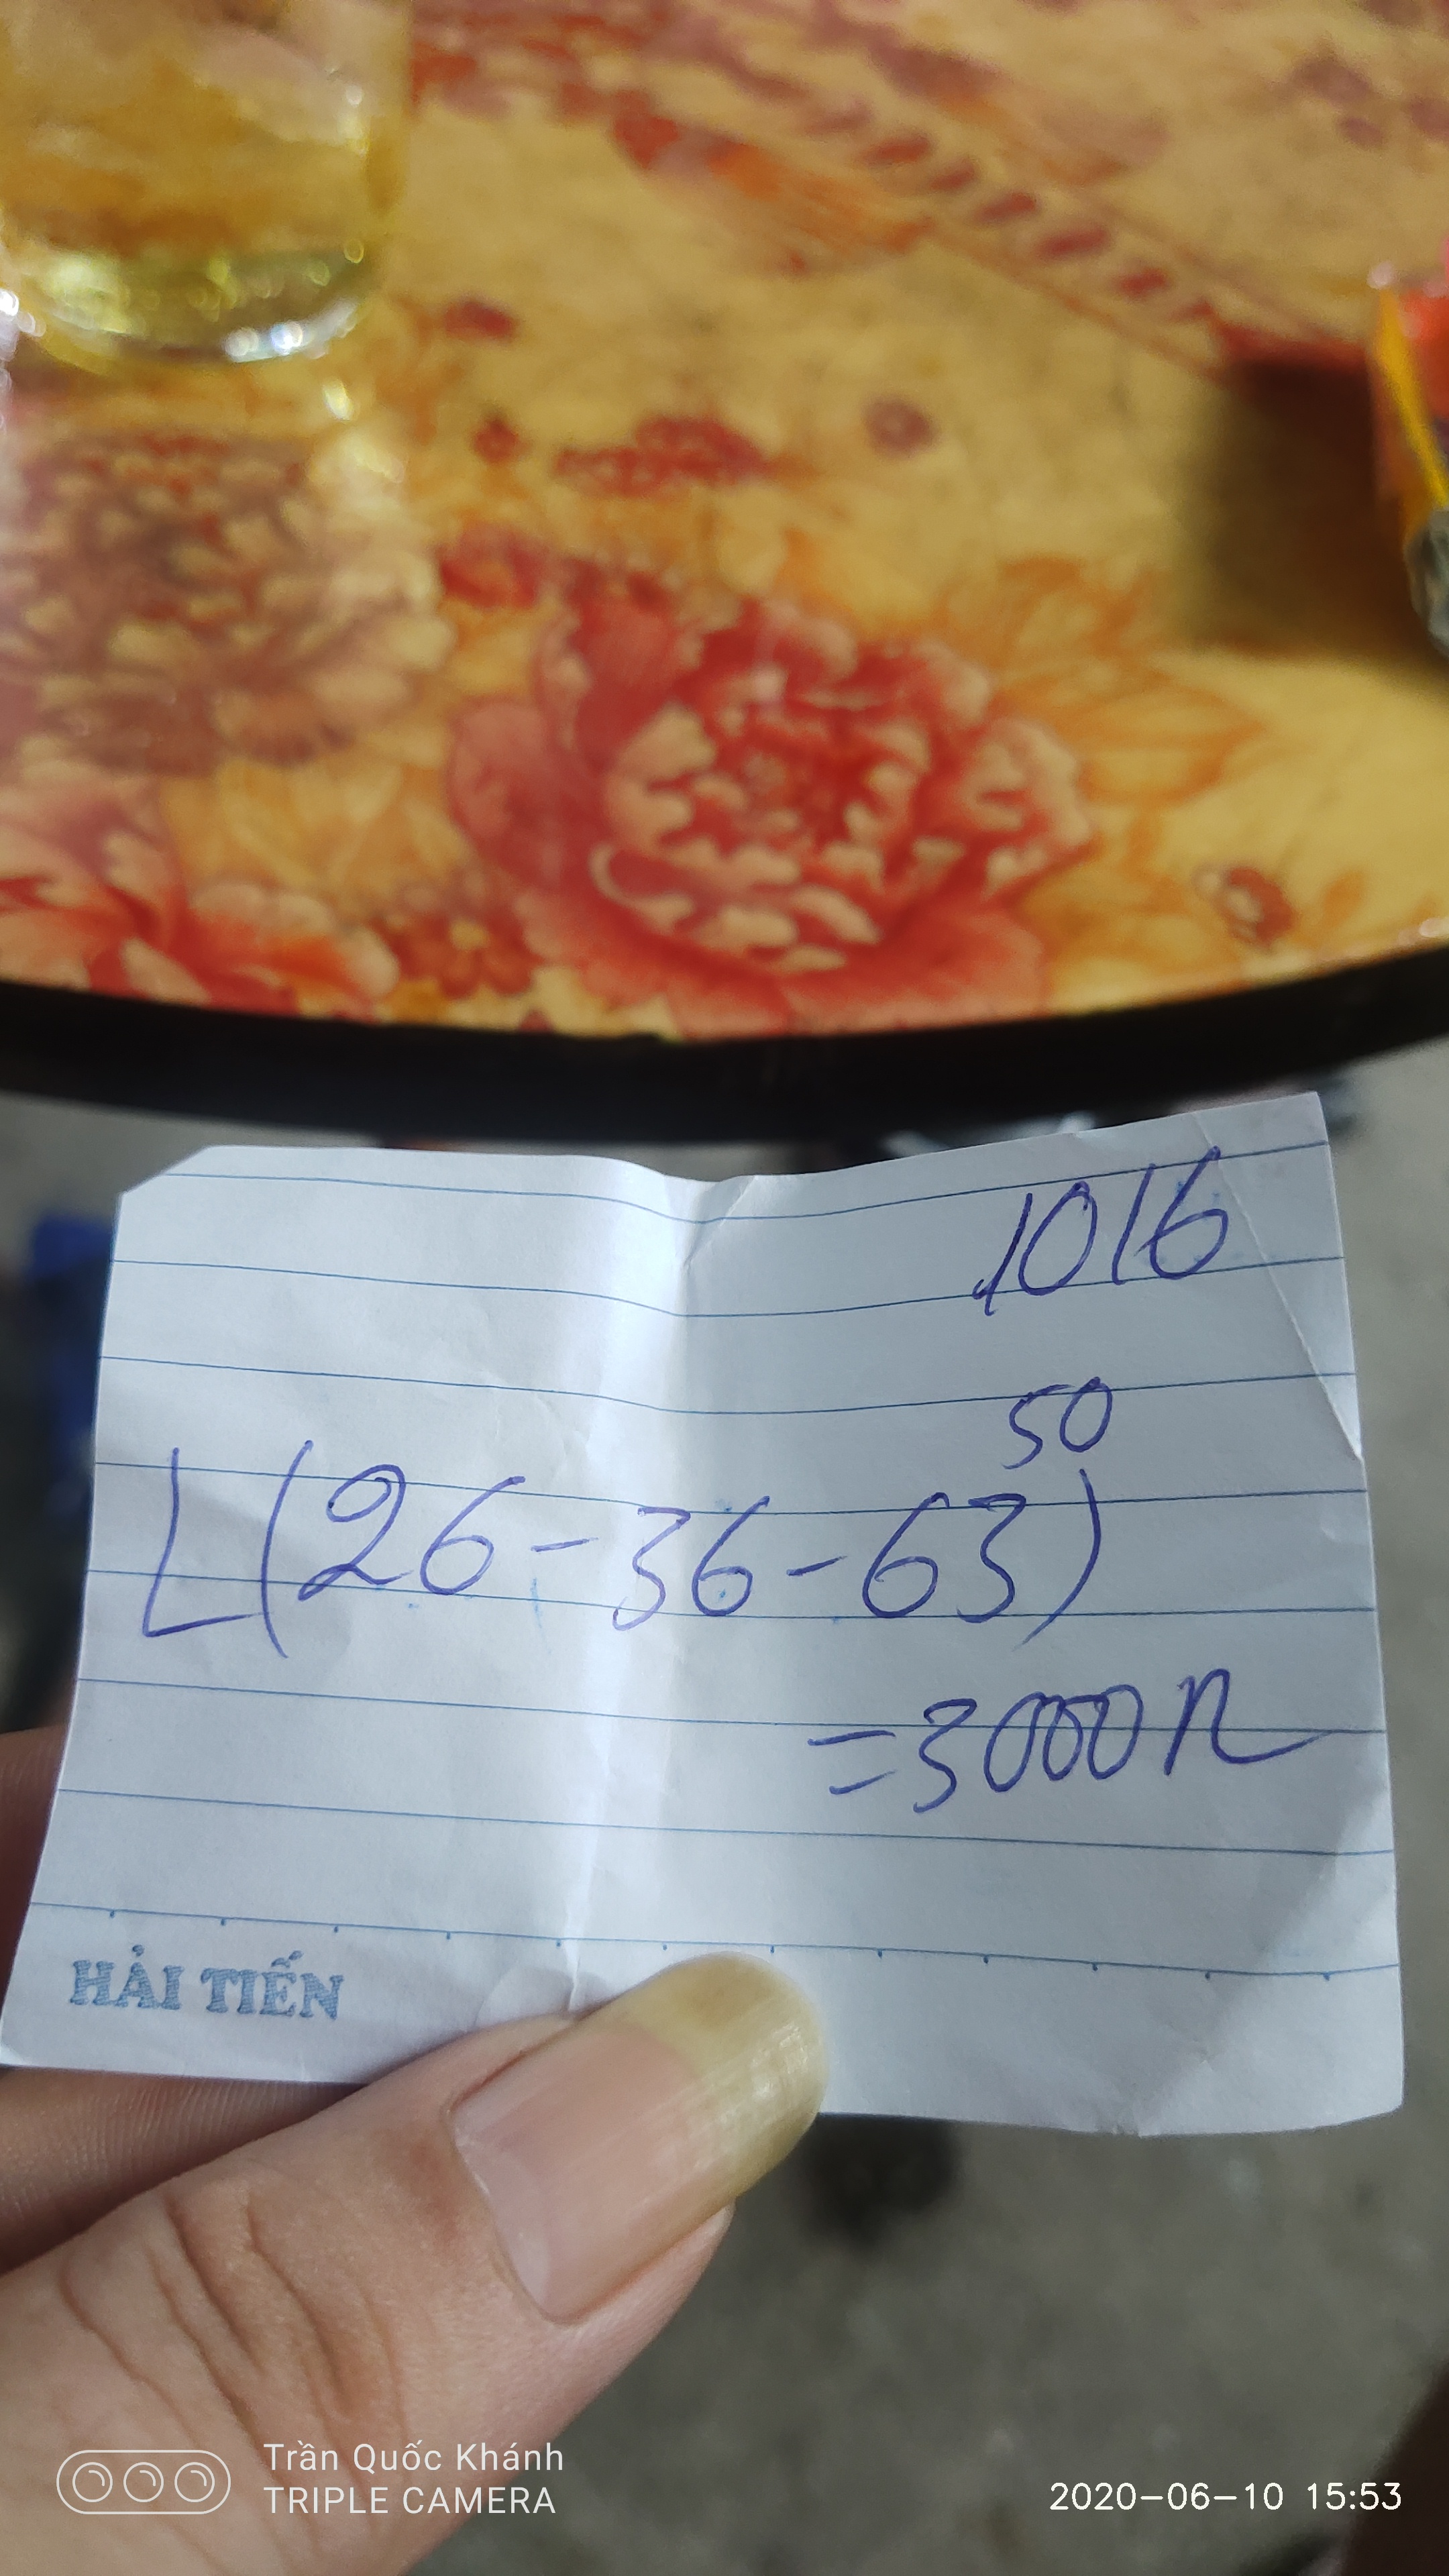 1016
50
L(26-36-63)
=3000n
HẢI TIẾN
Trần Quốc Khánh
TRIPLE CAMERA
2020-06-10 15:53